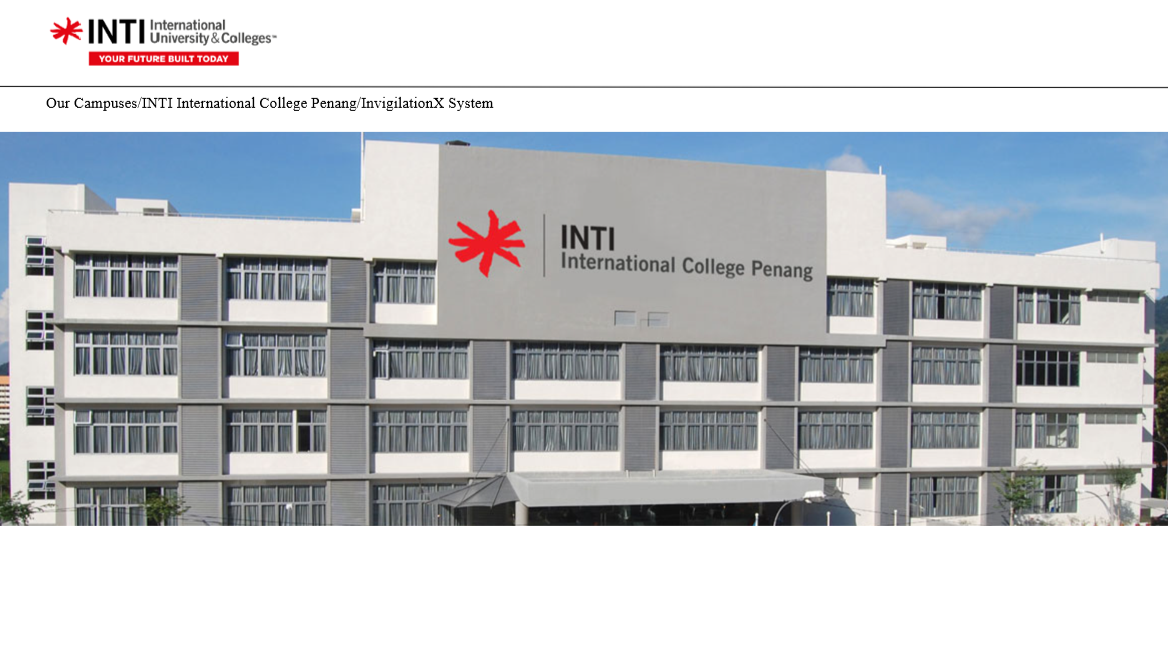 INTI International
University & Colleges™
YOUR FUTURE BUILT TODAY
Our Campuses/INTI International College Penang/InvigilationX System
INTI
International College Penang